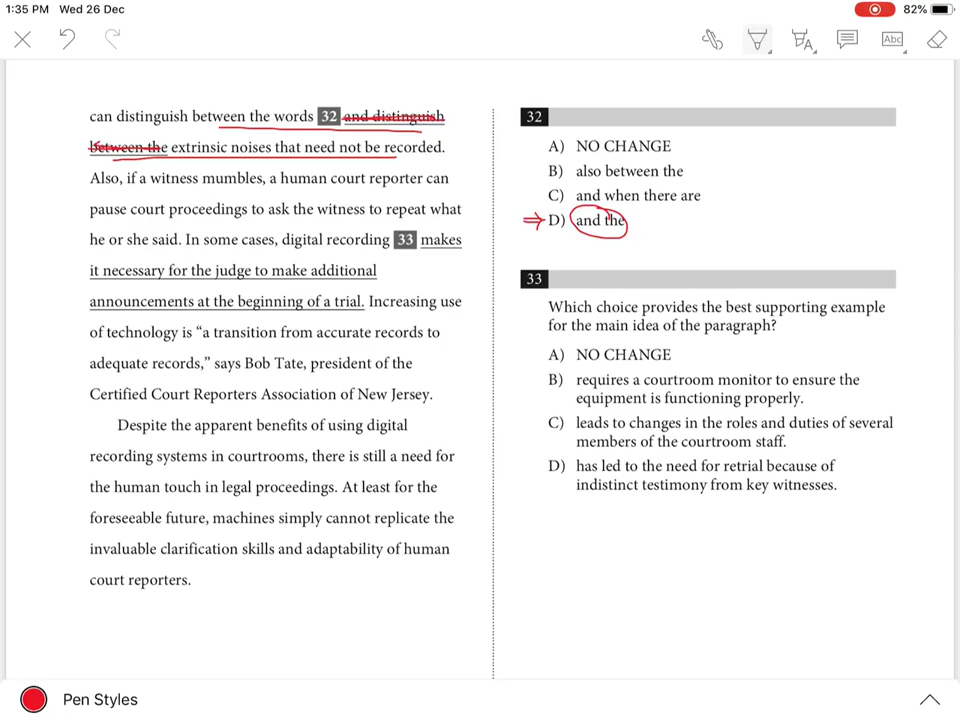 1:35 PM Wed 26 Dec
82%
Abc
can distinguish between the words 32 and distinguish
between the extrinsic noises that need not be recorded.
Also, if a witness mumbles, a human court reporter can
pause court proceedings to ask the witness to repeat what
he or she said. In some cases, digital recording 33 makes
it necessary for the judge to make additional
announcements at the beginning of a trial. Increasing use
of technology is “a transition from accurate records to
adequate records,” says Bob Tate, president of the
Certified Court Reporters Association of New Jersey.
Despite the apparent benefits of using digital
recording systems in courtrooms, there is still a need for
the human touch in legal proceedings. At least for the
foreseeable future, machines simply cannot replicate the
invaluable clarification skills and adaptability of human
court reporters.
32
A) NO CHANGE
B) also between the
C) and when there are
D) and the
33
Which choice provides the best supporting example
for the main idea of the paragraph?
A) NO CHANGE
B) requires a courtroom monitor to ensure the
equipment is functioning properly.
C) leads to changes in the roles and duties of several
members of the courtroom staff.
D) has led to the need for retrial because of
indistinct testimony from key witnesses.
Pen Styles